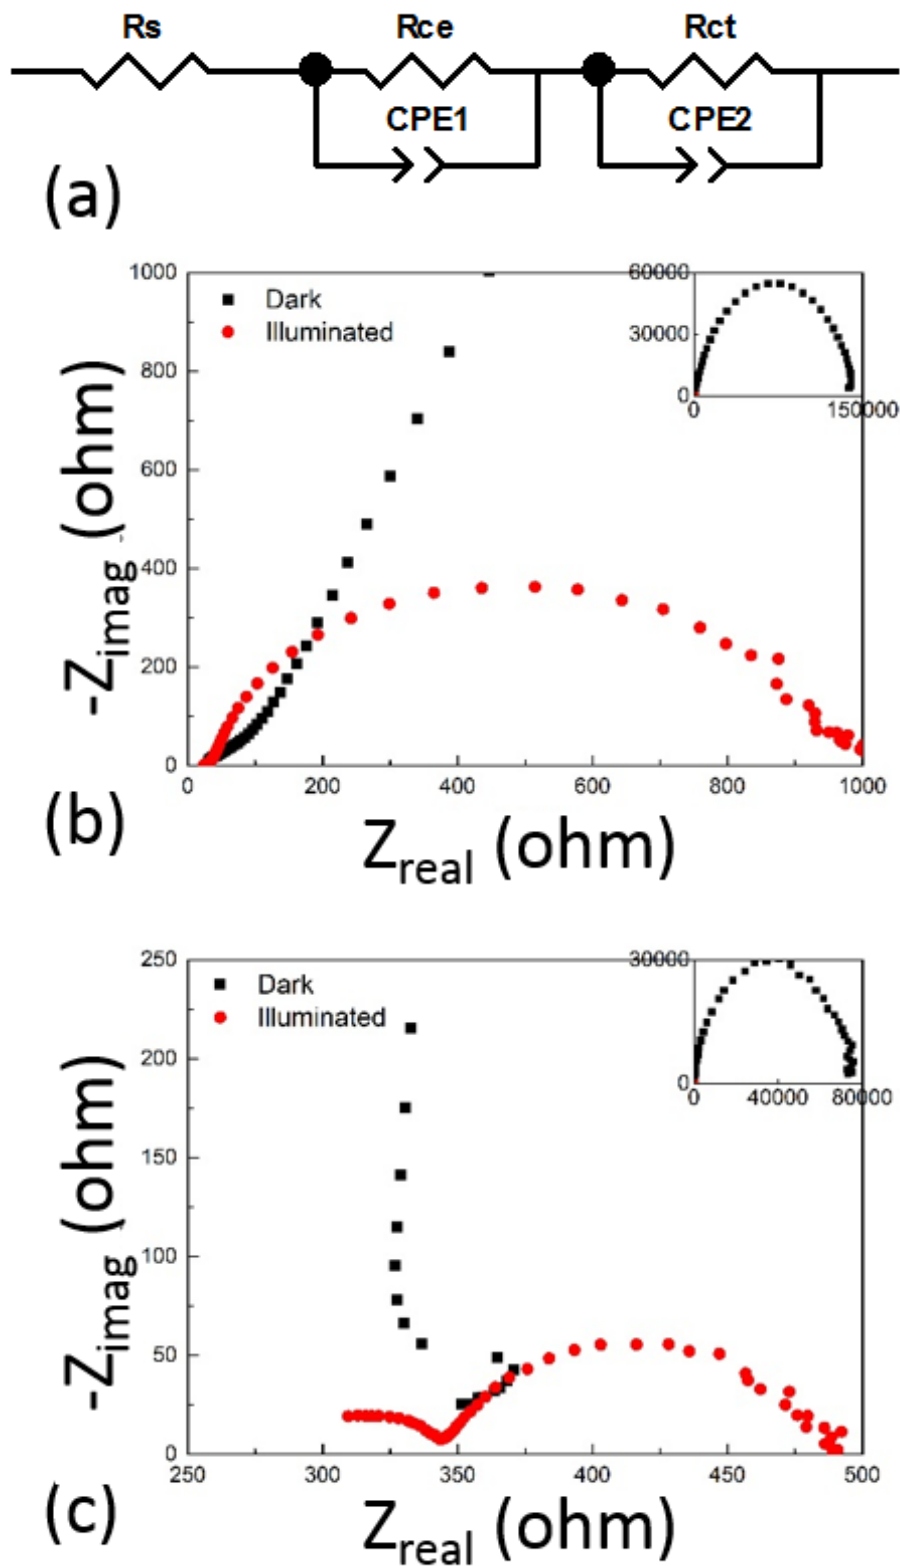 Rs Rce Rct
CPE1 CPE2
(a)
1000
800
600
400
200
0
0 200 400 600 800 1000
Dark
Illuminated
60000
30000
0
0 150000
-Zimag (ohm)
Zreal (ohm)
(b)
250
200
150
100
50
0
250 300 350 400 450 500
Dark
Illuminated
30000
0
0 40000 80000
-Zimag (ohm)
Zreal (ohm)
(c)